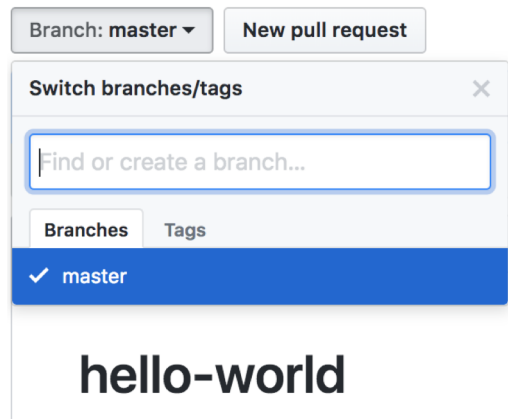 Branch: master New pull request
Switch branches/tags
Find or create a branch...
Branches Tags
master
hello-world